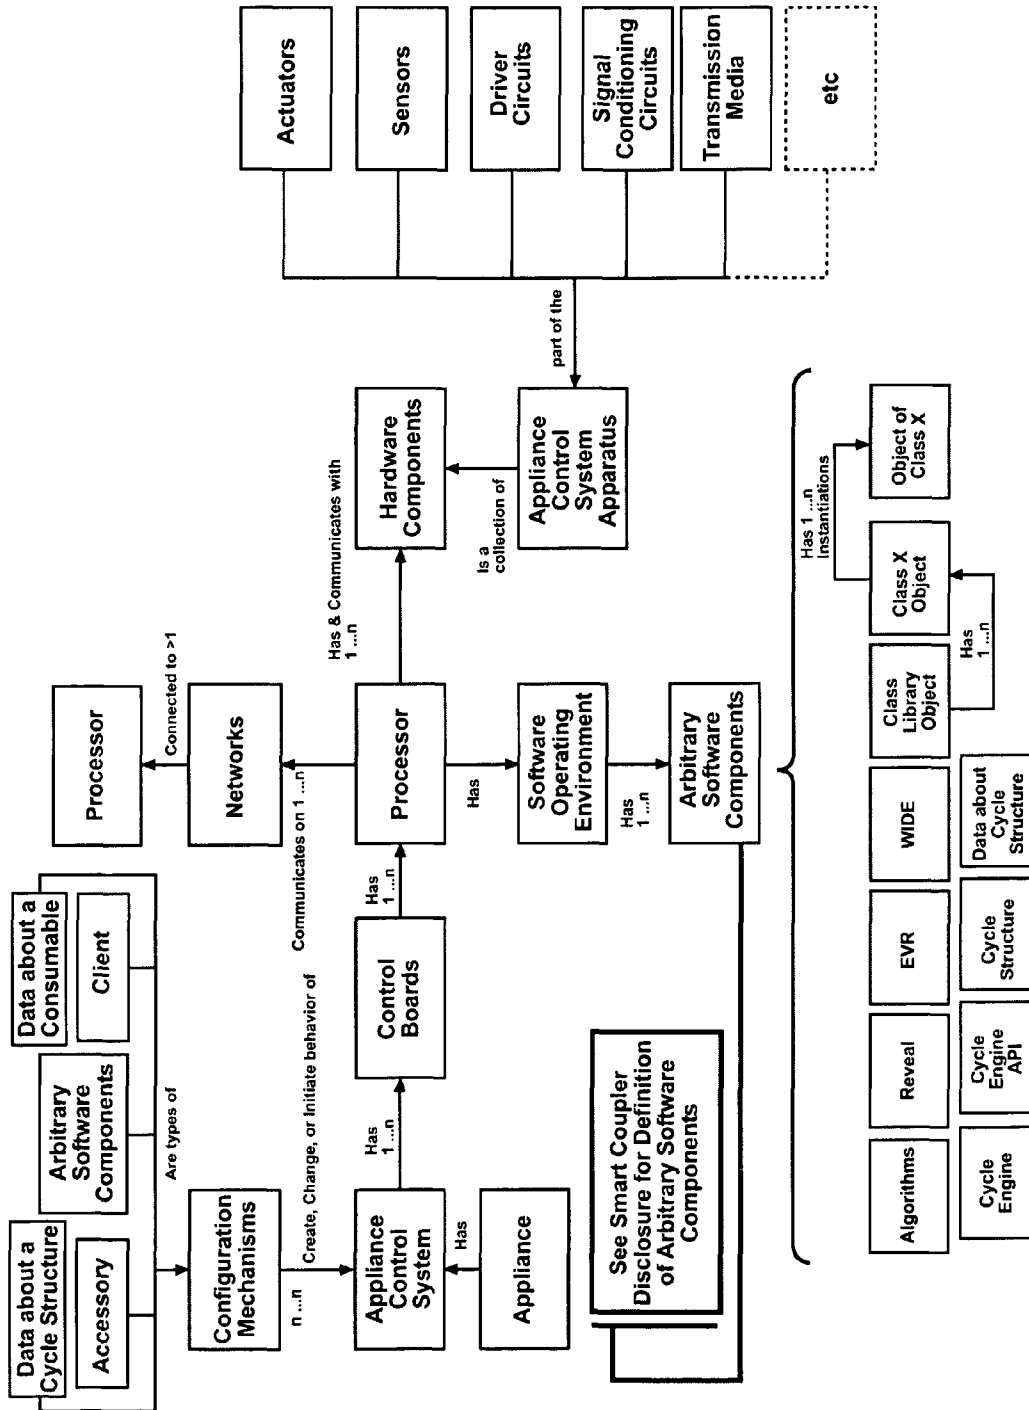 Data about a
Cycle Structure
Accessory
Arbitrary
Software
Components
Data about a
Consumable
Client
Are types of
Configuration
Mechanisms
n ...n
Create, Change, or Initiate behavior of
Appliance
Control
System
Has
Appliance
Has
1 ...n
Control
Boards
Has
1 ...n
Processor
Communicates on 1 ...n
Networks
Connected to >1
Processor
Has
Software
Operating
Environment
Has
1 ...n
Arbitrary
Software
Components
Has & Communicates with
1 ...n
Hardware
Components
Is a
collection of
Appliance
Control
System
Apparatus
part of the
Actuators
Sensors
Driver
Circuits
Signal
Conditioning
Circuits
Transmission
Media
etc
See Smart Coupler
Disclosure for Definition
of Arbitrary Software
Components
Algorithms
Reveal
EVR
WIDE
Class
Library
Object
Class X
Object
Object of
Class X
Has 1 ...n
Instantiations
Has
1 ...n
Cycle
Engine
Cycle
Engine
API
Cycle
Structure
Data about
Cycle
Structure